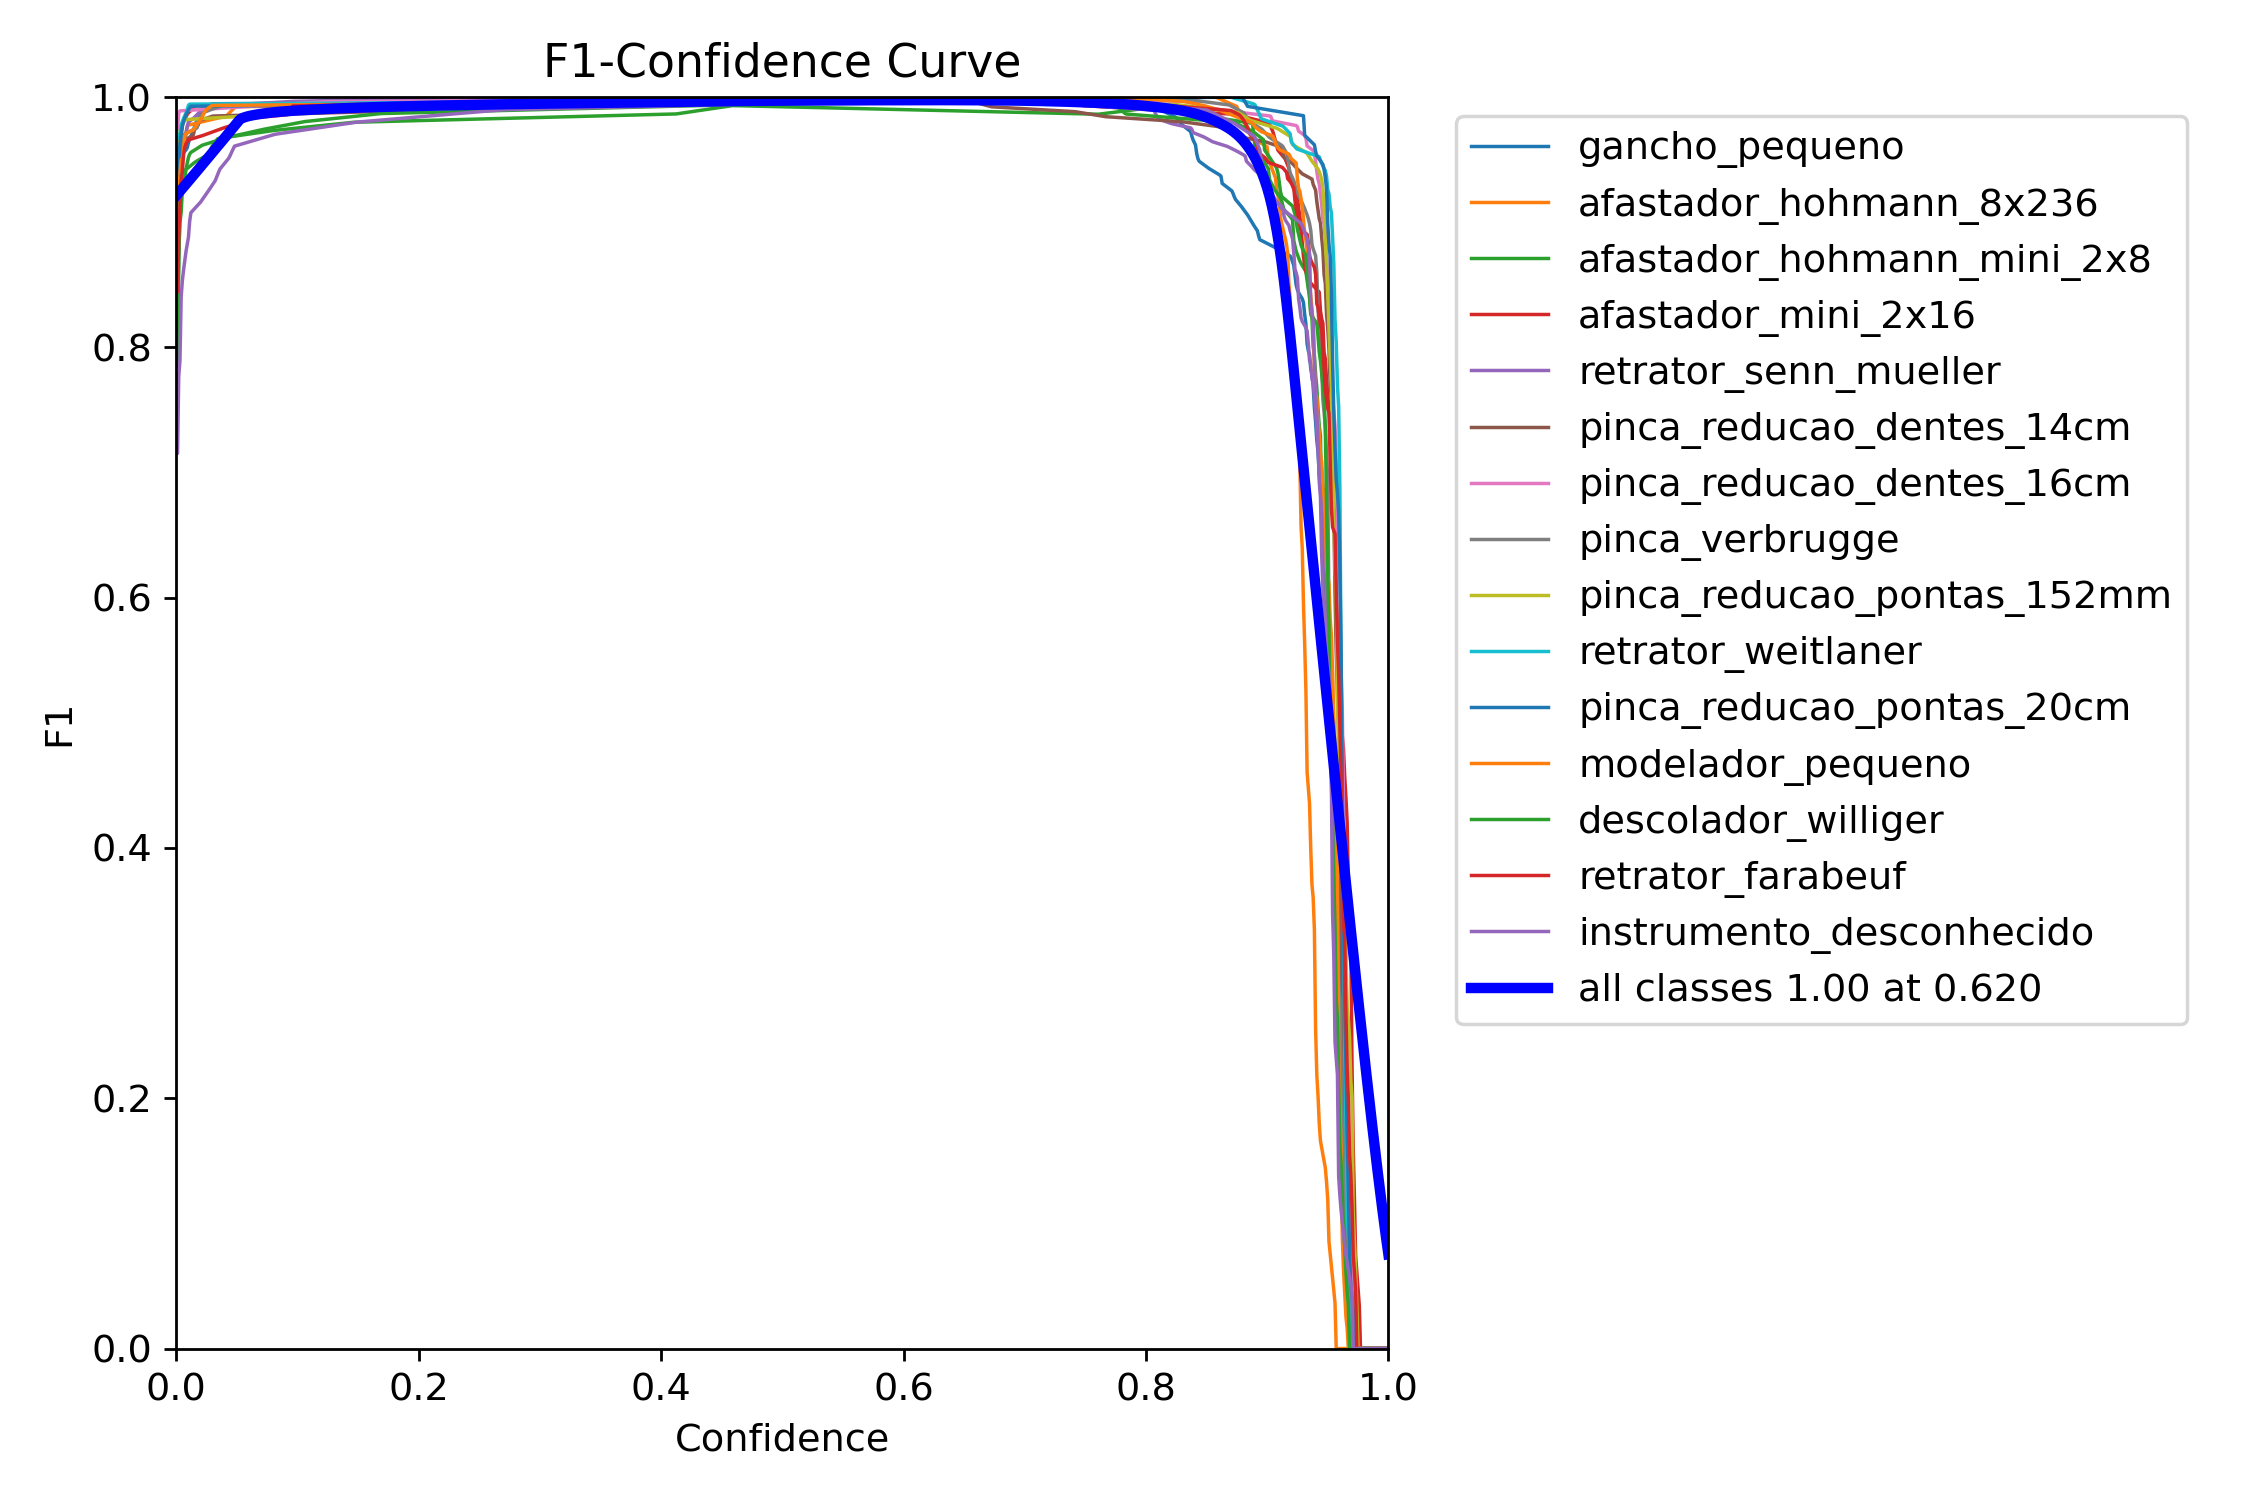 F1-Confidence Curve
1.0
0.8
0.6
0.4
0.2
0.0
F1
0.0 0.2 0.4 0.6 0.8 1.0
Confidence
gancho_pequeno
afastador_hohmann_8x236
afastador_hohmann_mini_2x8
afastador_mini_2x16
retrator_senn_mueller
pinca_reducao_dentes_14cm
pinca_reducao_dentes_16cm
pinca_verbrugge
pinca_reducao_pontas_152mm
retrator_weitlaner
pinca_reducao_pontas_20cm
modelador_pequeno
descolador_williger
retrator_farabeuf
instrumento_desconhecido
all classes 1.00 at 0.620